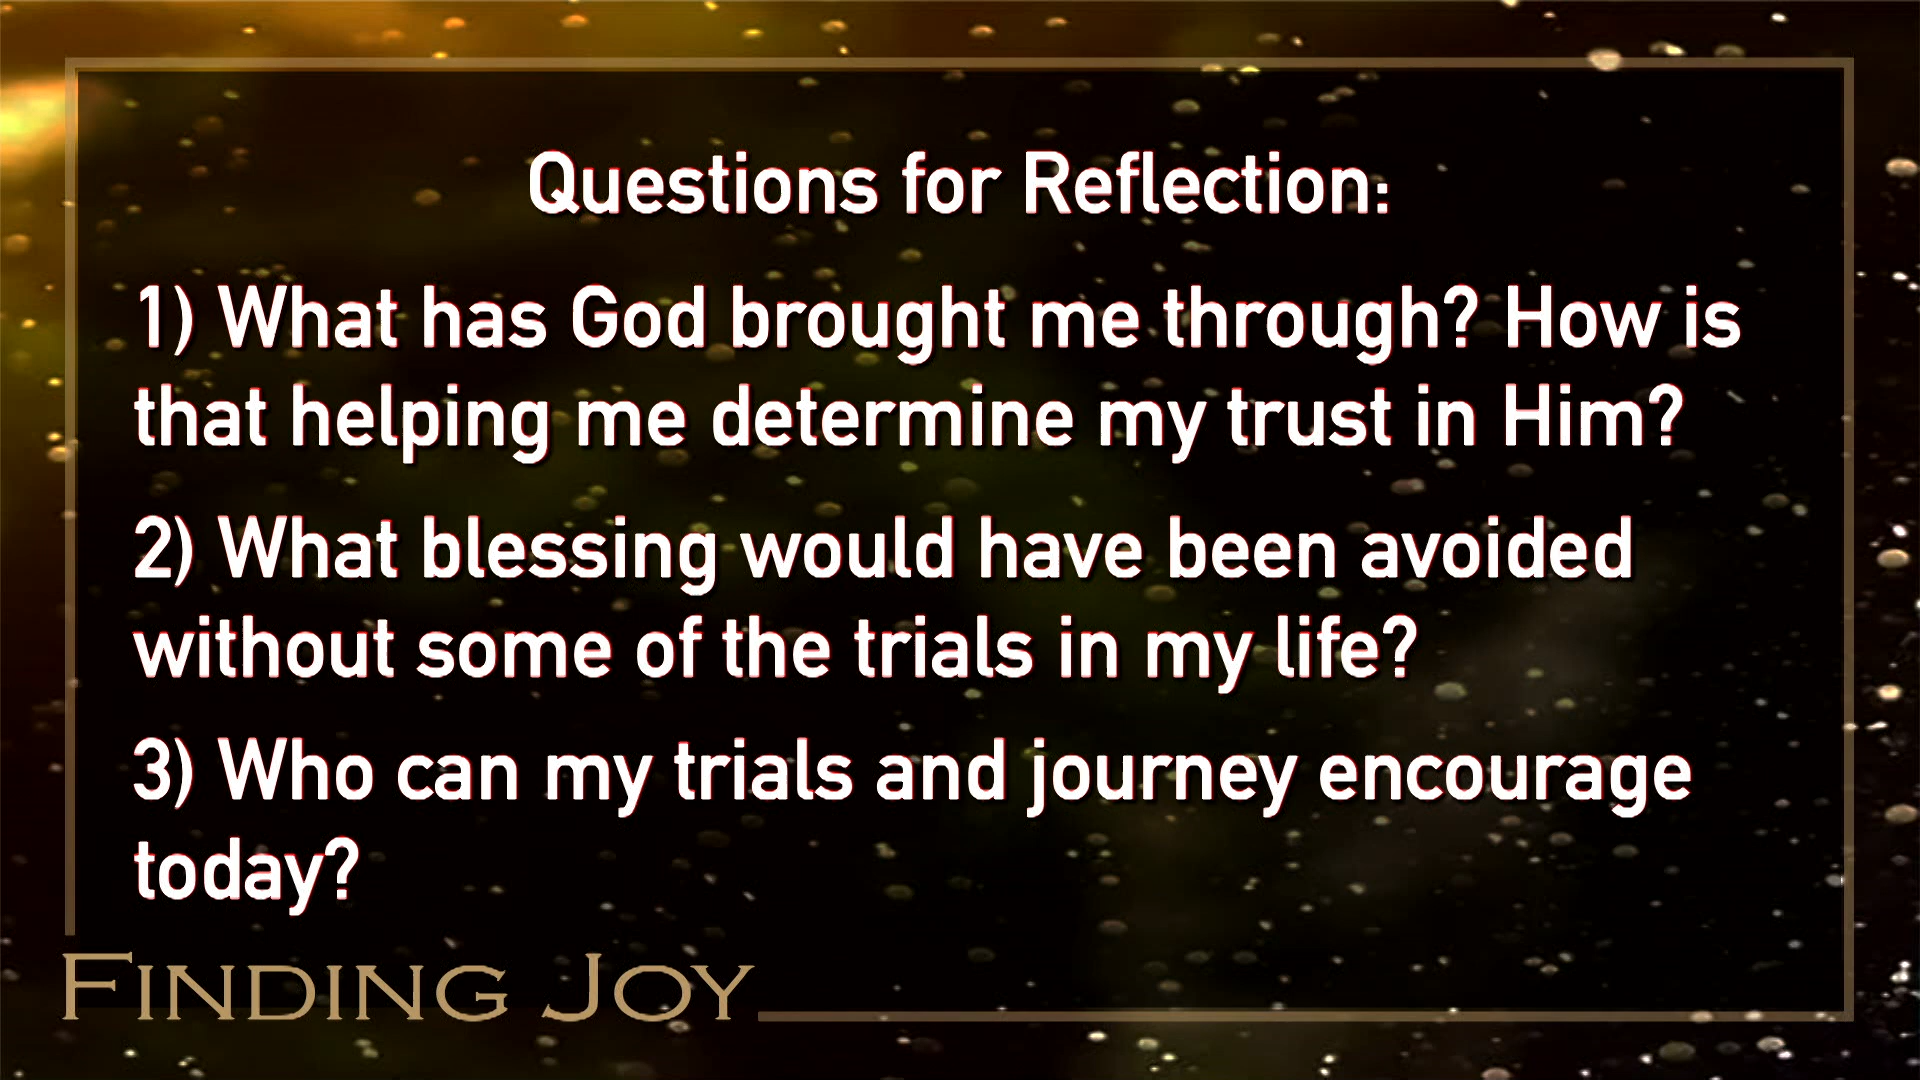 Questions for Reflection:
1) What has God brought me through? How is
that helping me determine my trust in Him?
2) What blessing would have been avoided
without some of the trials in my life?
3) Who can my trials and journey encourage
today?
Finding Joy